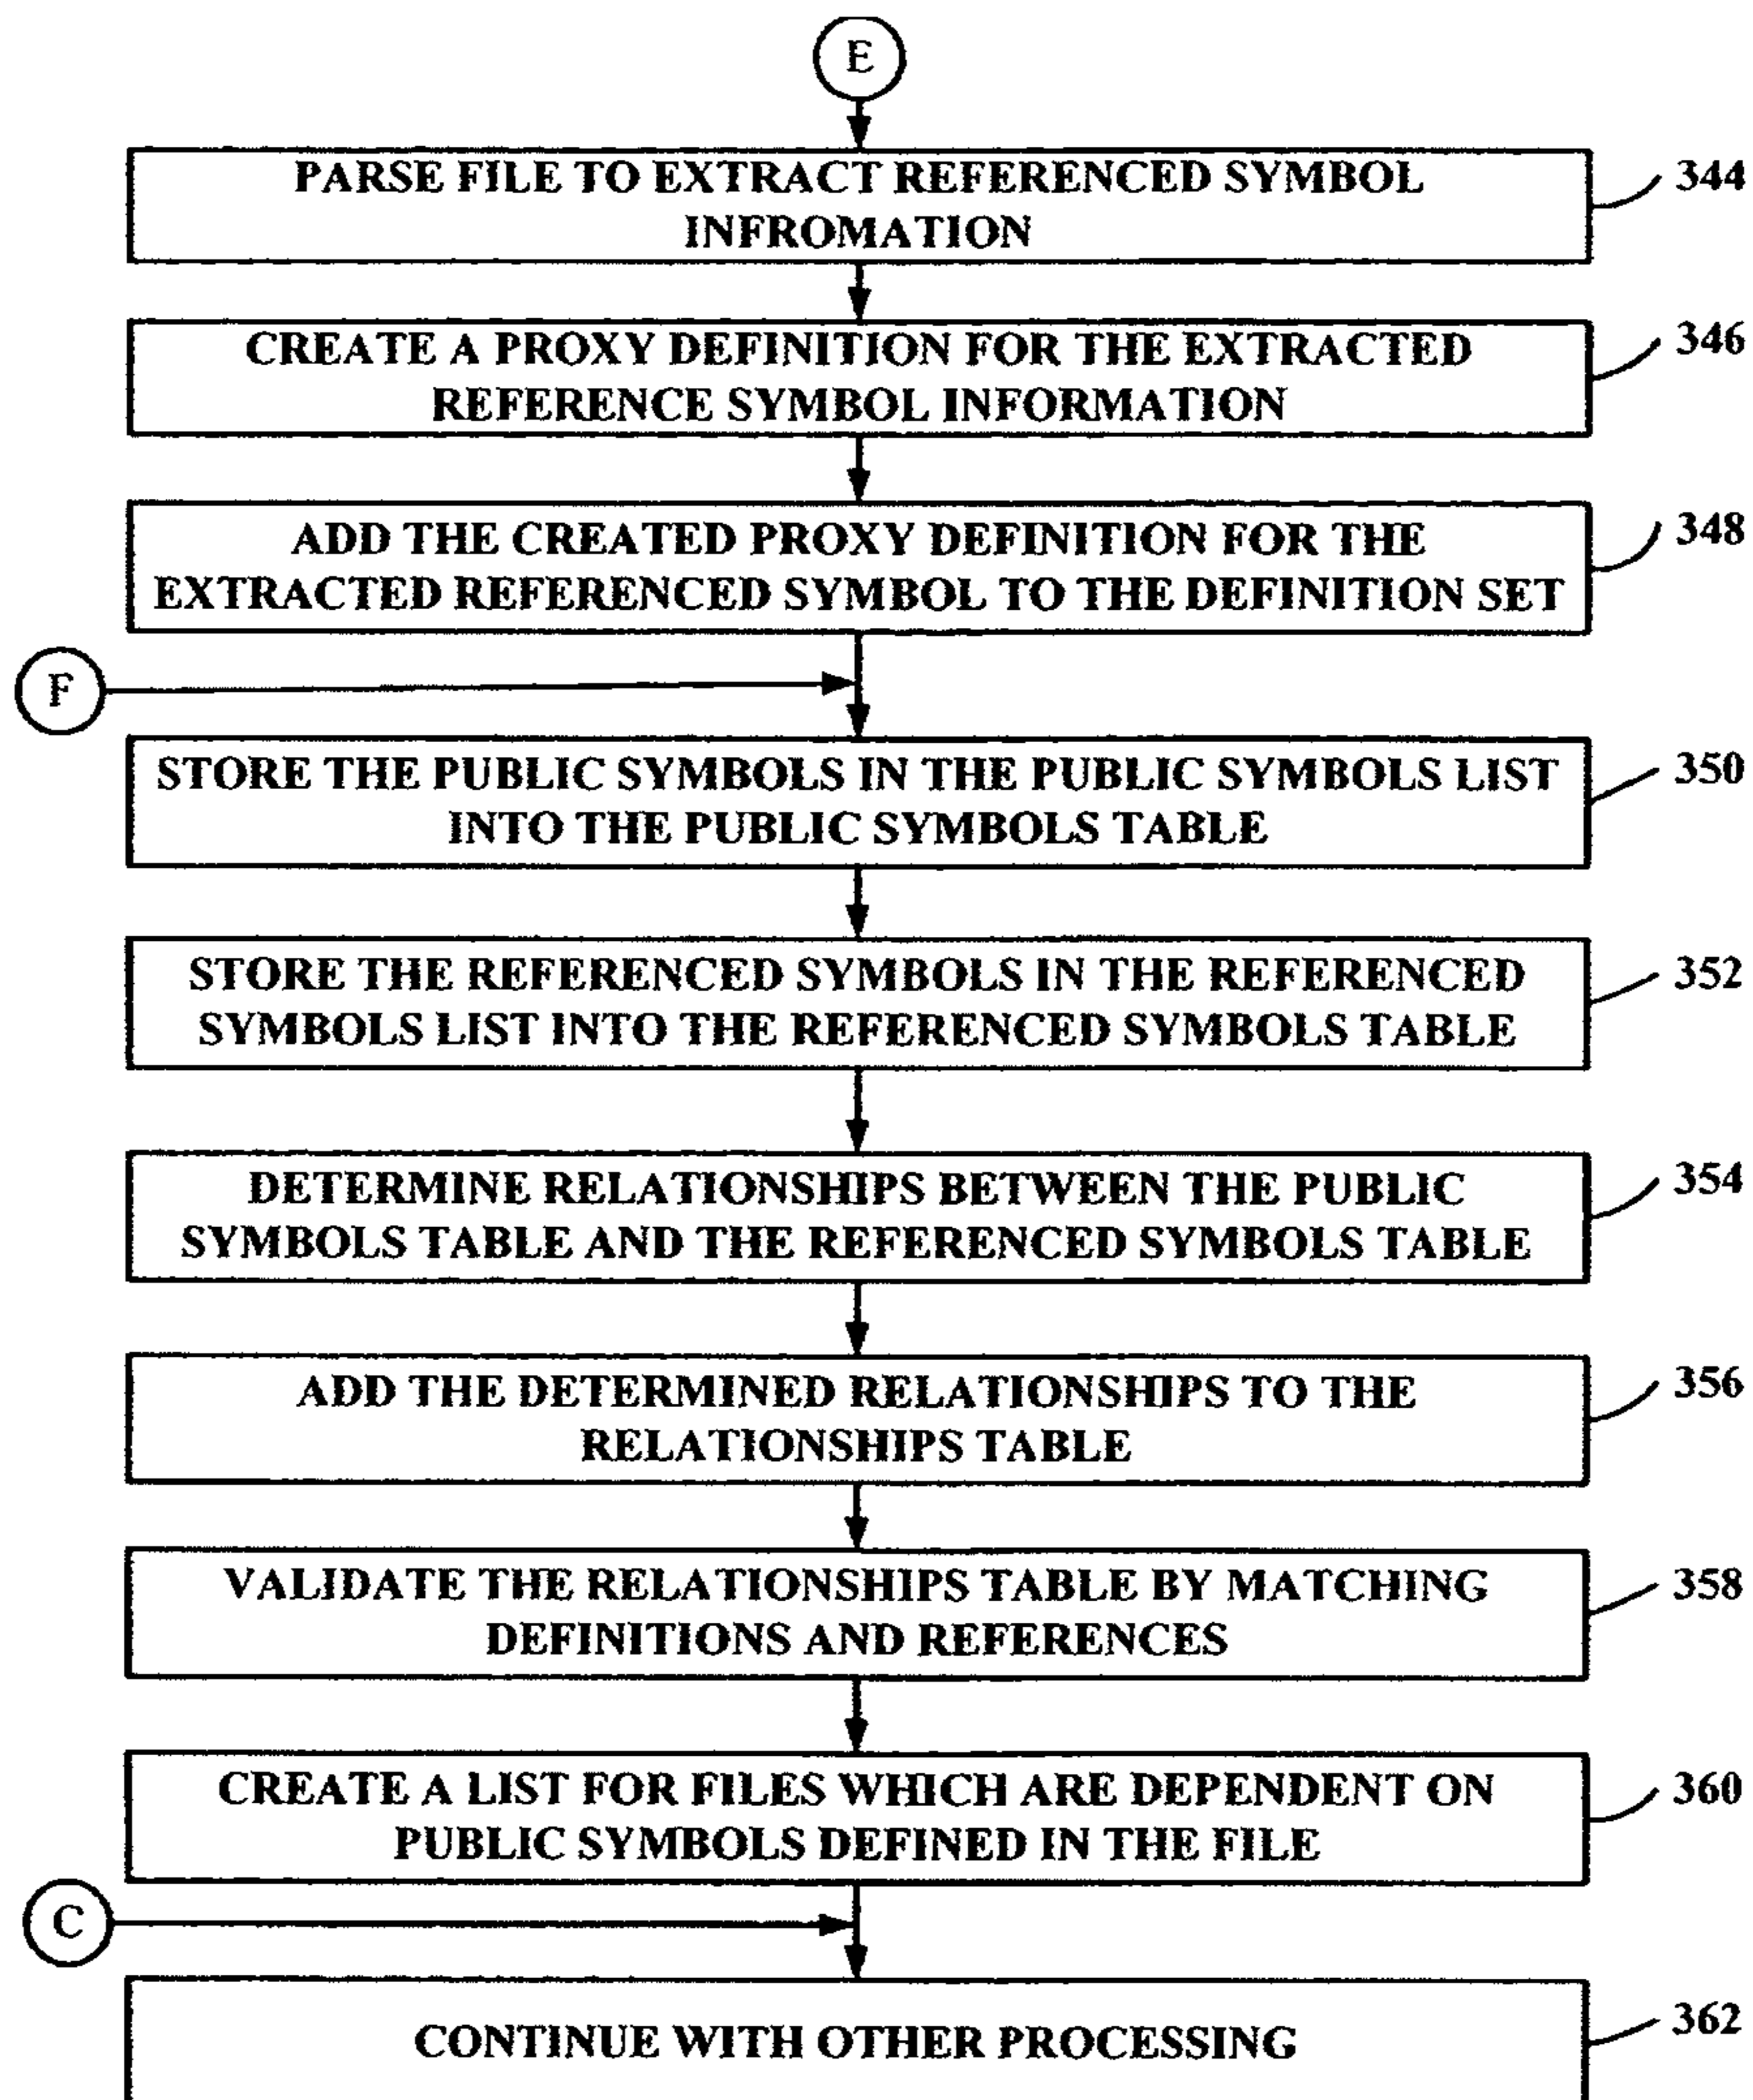 E
PARSE FILE TO EXTRACT REFERENCED SYMBOL
INFROMATION
344
CREATE A PROXY DEFINITION FOR THE EXTRACTED
REFERENCE SYMBOL INFORMATION
346
ADD THE CREATED PROXY DEFINITION FOR THE
EXTRACTED REFERENCED SYMBOL TO THE DEFINITION SET
348
F
STORE THE PUBLIC SYMBOLS IN THE PUBLIC SYMBOLS LIST
INTO THE PUBLIC SYMBOLS TABLE
350
STORE THE REFERENCED SYMBOLS IN THE REFERENCED
SYMBOLS LIST INTO THE REFERENCED SYMBOLS TABLE
352
DETERMINE RELATIONSHIPS BETWEEN THE PUBLIC
SYMBOLS TABLE AND THE REFERENCED SYMBOLS TABLE
354
ADD THE DETERMINED RELATIONSHIPS TO THE
RELATIONSHIPS TABLE
356
VALIDATE THE RELATIONSHIPS TABLE BY MATCHING
DEFINITIONS AND REFERENCES
358
CREATE A LIST FOR FILES WHICH ARE DEPENDENT ON
PUBLIC SYMBOLS DEFINED IN THE FILE
360
C
CONTINUE WITH OTHER PROCESSING
362